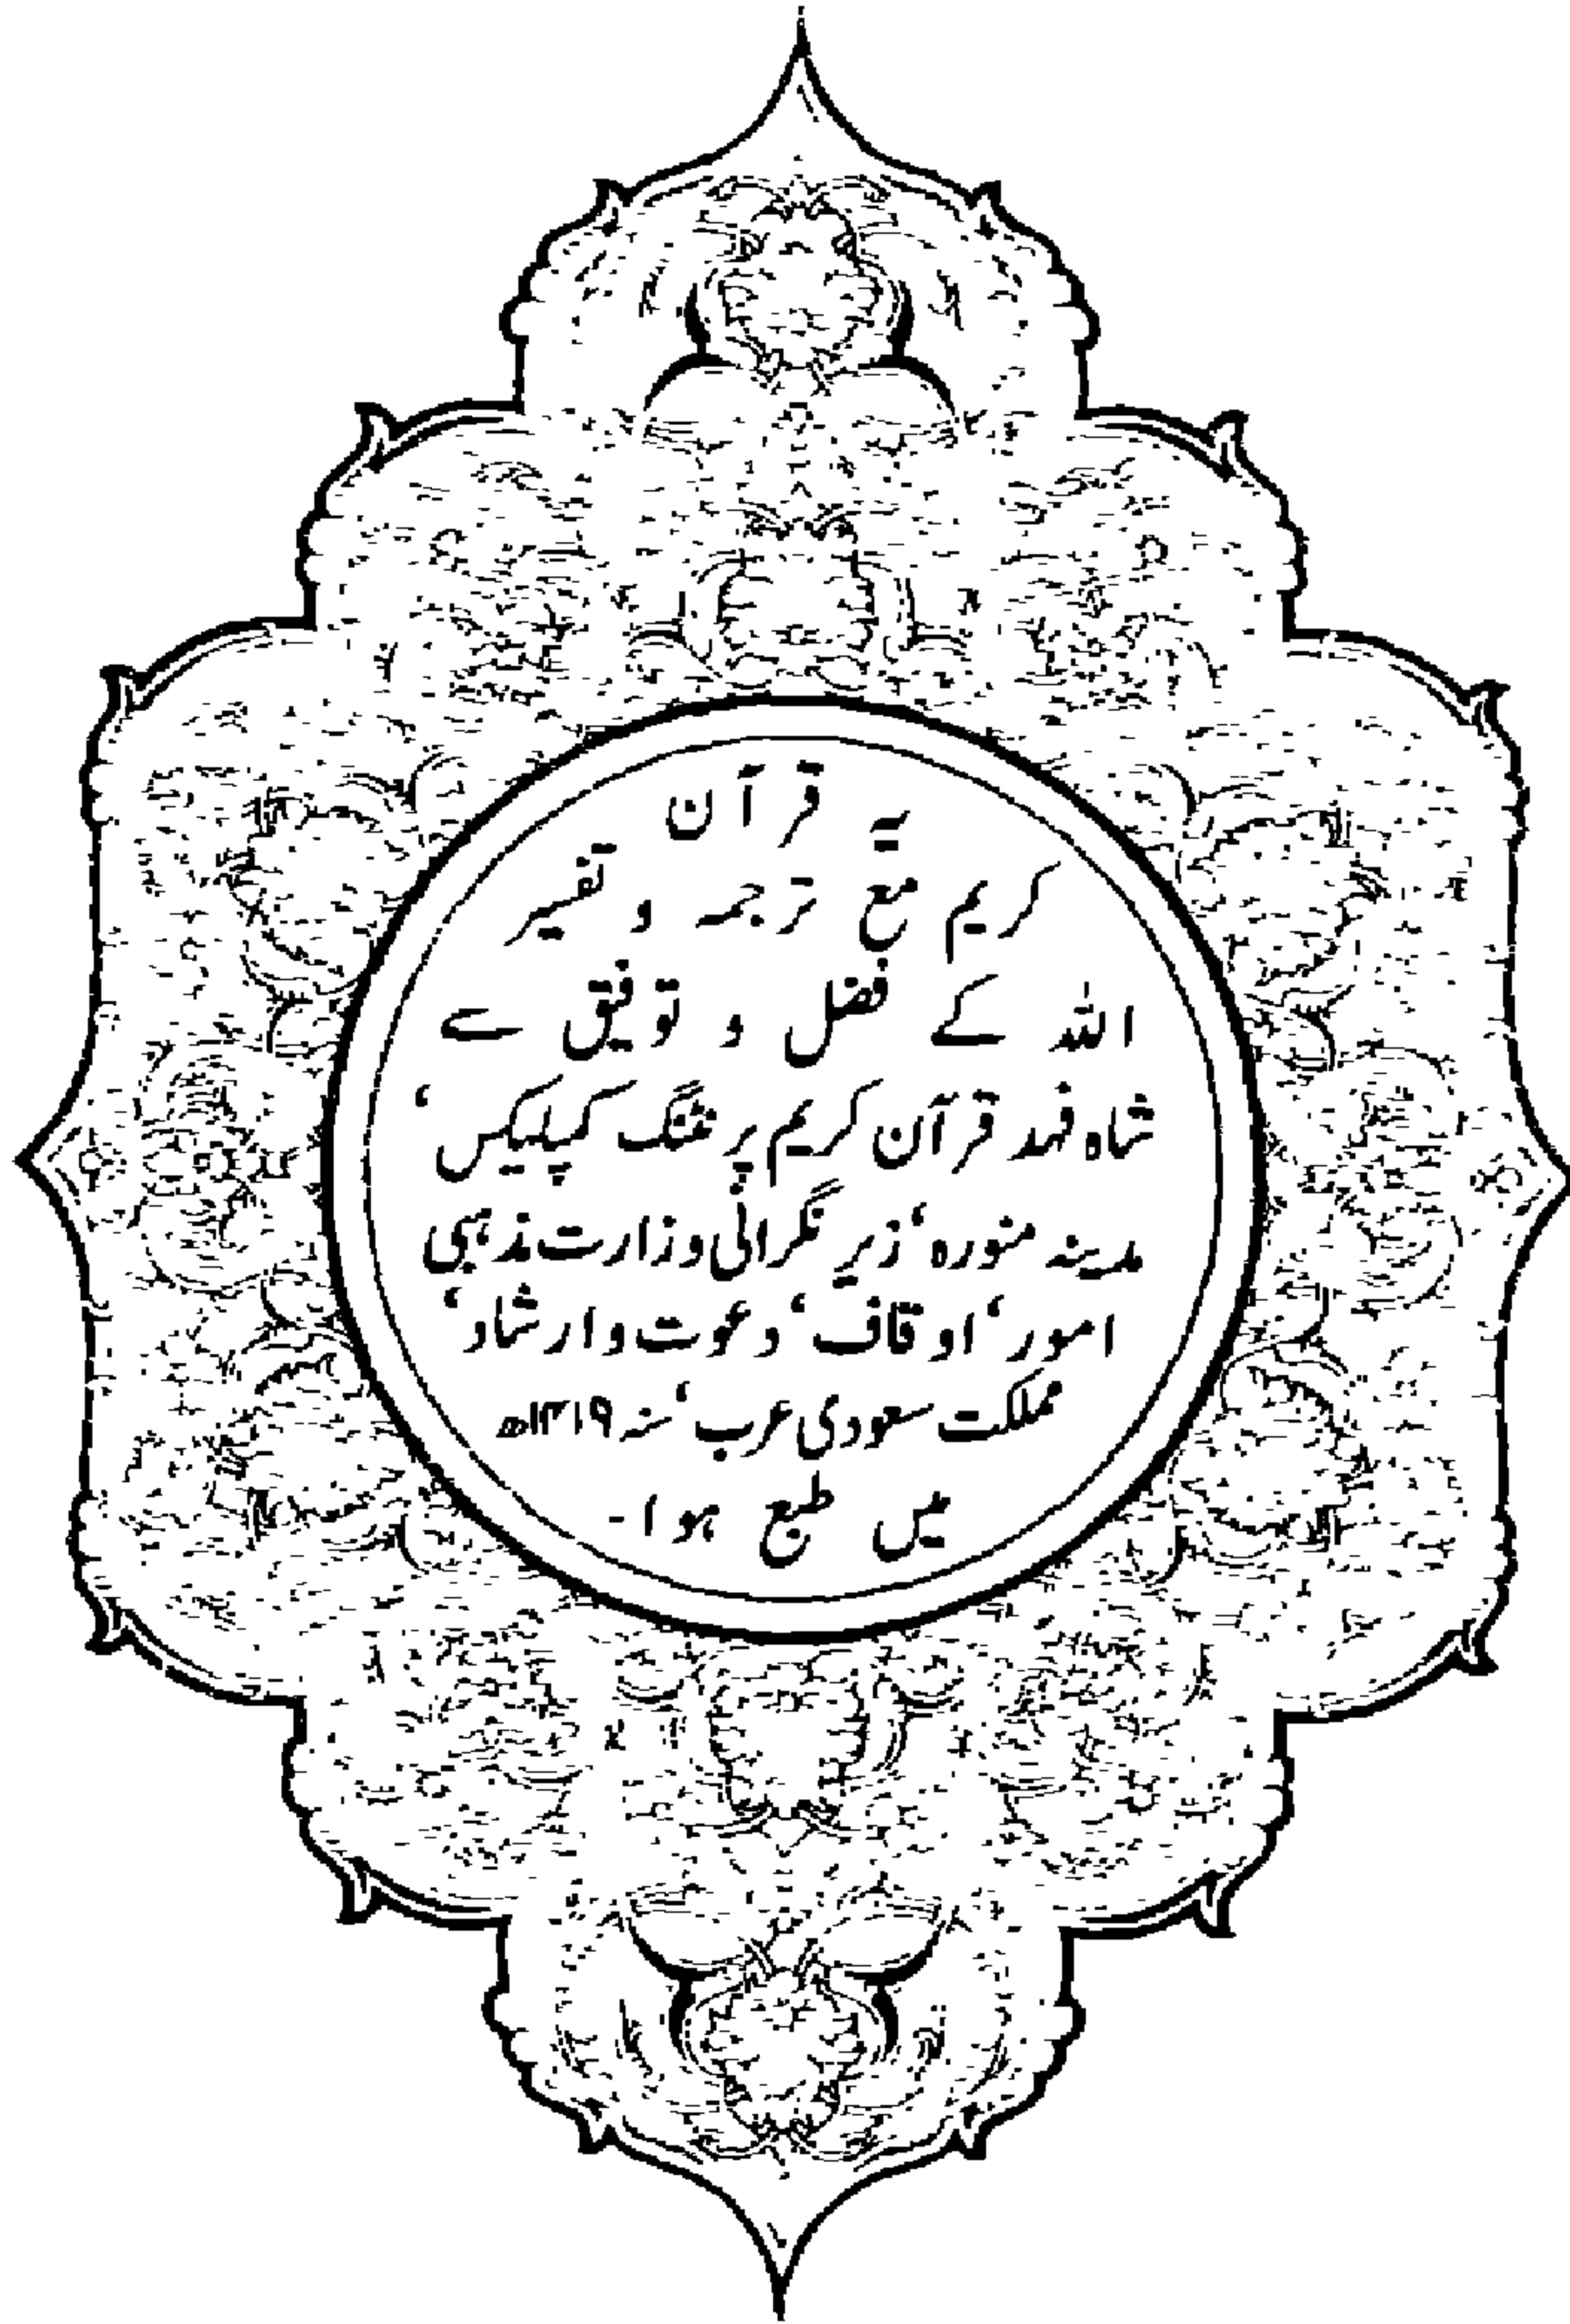 یہ قرآن
کریم مع ترجمہ و تفسیر
اللہ کے فضل و توفیق سے
شاہ فہد قرآن کریم پرنٹنگ کمپلیکس،
مدینہ منورہ، زیر نگرانی وزارت مذہبی
امور، اوقاف، دعوت و ارشاد،
مملکت سعودی عرب، سنہ ۱۴۱۹ھ
میں طبع ہوا۔